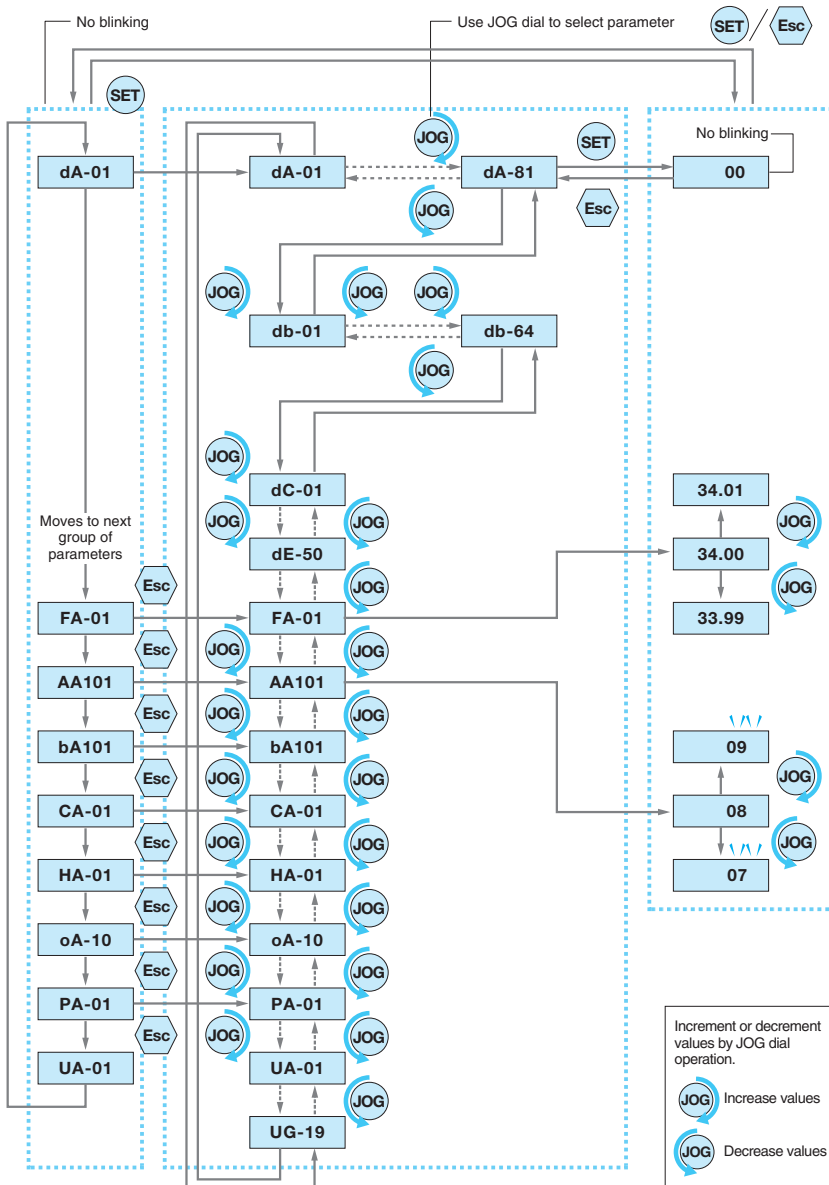 No blinking
Use JOG dial to select parameter
SET / Esc
SET
JOG
SET
No blinking
dA-01
dA-01
dA-81
00
JOG
Esc
JOG
JOG
JOG
db-01
db-64
JOG
JOG
dC-01
34.01
JOG
JOG
JOG
Moves to next
group of
parameters
dE-50
34.00
Esc
JOG
JOG
FA-01
FA-01
33.99
Esc
JOG
JOG
AA101
AA101
Esc
JOG
JOG
bA101
bA101
09
Esc
JOG
JOG
JOG
CA-01
CA-01
08
Esc
JOG
JOG
JOG
HA-01
HA-01
07
Esc
JOG
JOG
oA-10
oA-10
Esc
JOG
JOG
PA-01
PA-01
Esc
JOG
JOG
UA-01
UA-01
JOG
UG-19
Increment or decrement
values by JOG dial
operation.
JOG Increase values
JOG Decrease values